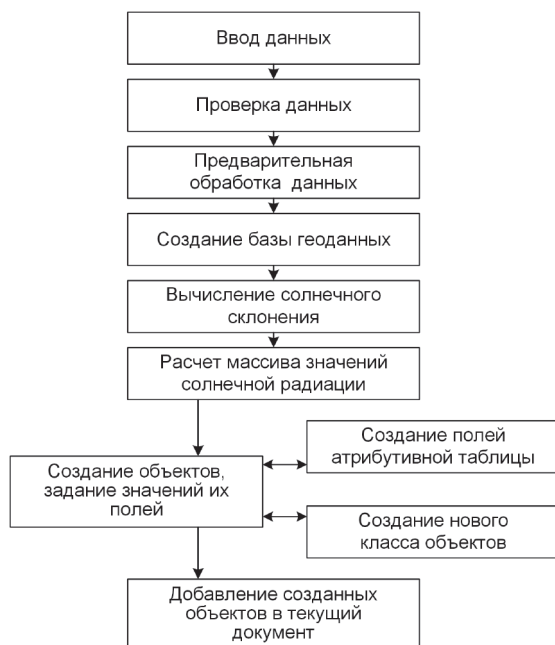 Ввод данных
Проверка данных
Предварительная
обработка данных
Создание базы геоданных
Вычисление солнечного
склонения
Расчет массива значений
солнечной радиации
Создание полей
атрибутивной таблицы
Создание объектов,
задание значений их
полей
Создание нового
класса объектов
Добавление созданных
объектов в текущий
документ